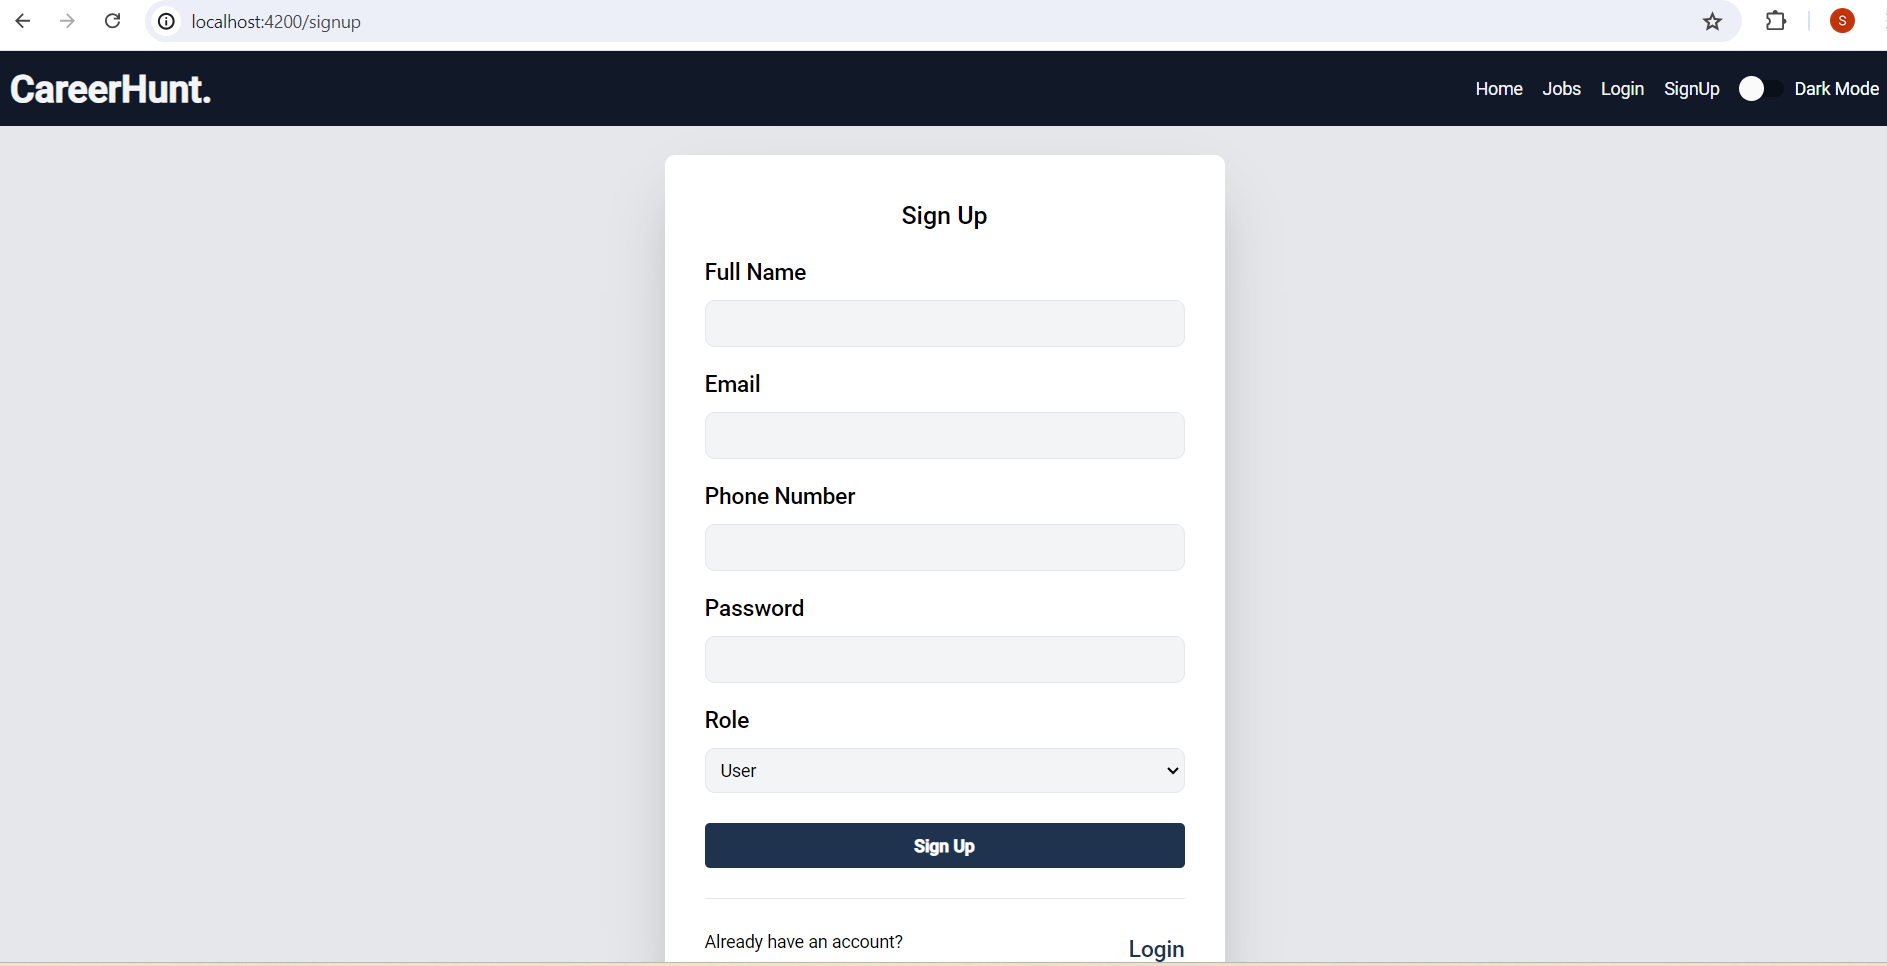 localhost:4200/signup
S
CareerHunt.
Home Jobs Login SignUp Dark Mode
Sign Up
Full Name
Email
Phone Number
Password
Role
User
Sign Up
Already have an account? Login